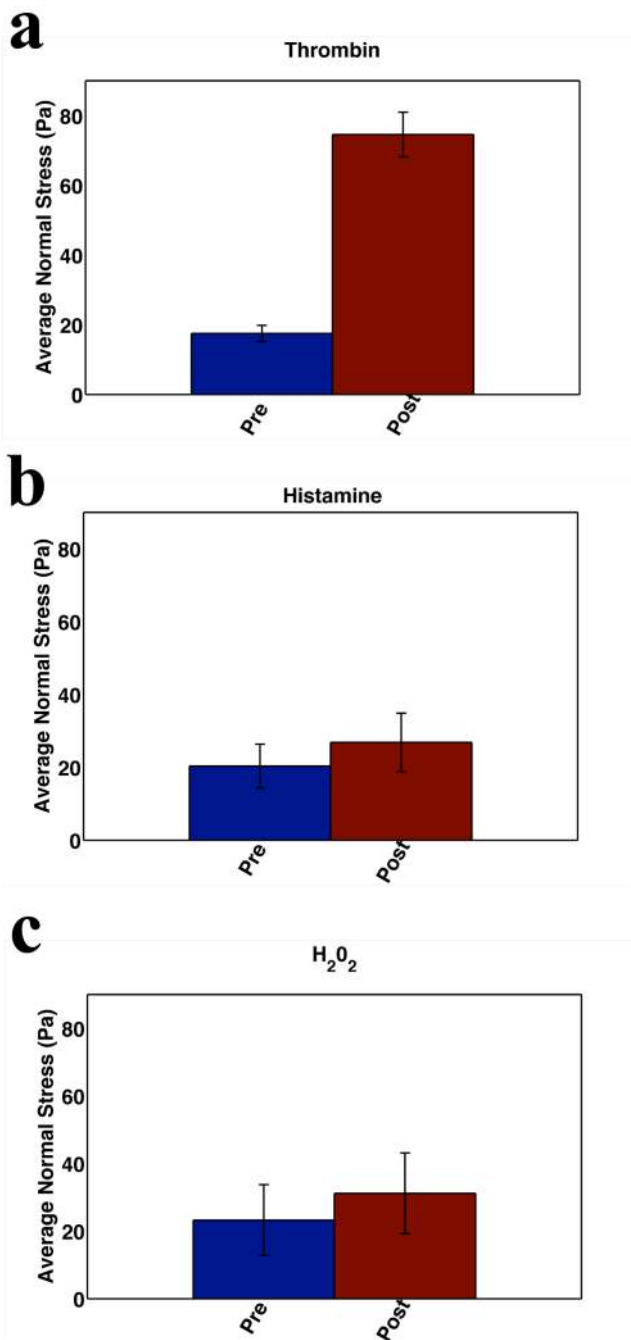 a
Thrombin
Average Normal Stress (Pa)
80
60
40
20
0
Pre
Post
b
Histamine
Average Normal Stress (Pa)
80
60
40
20
0
Pre
Post
c
H₂0₂
Average Normal Stress (Pa)
80
60
40
20
0
Pre
Post